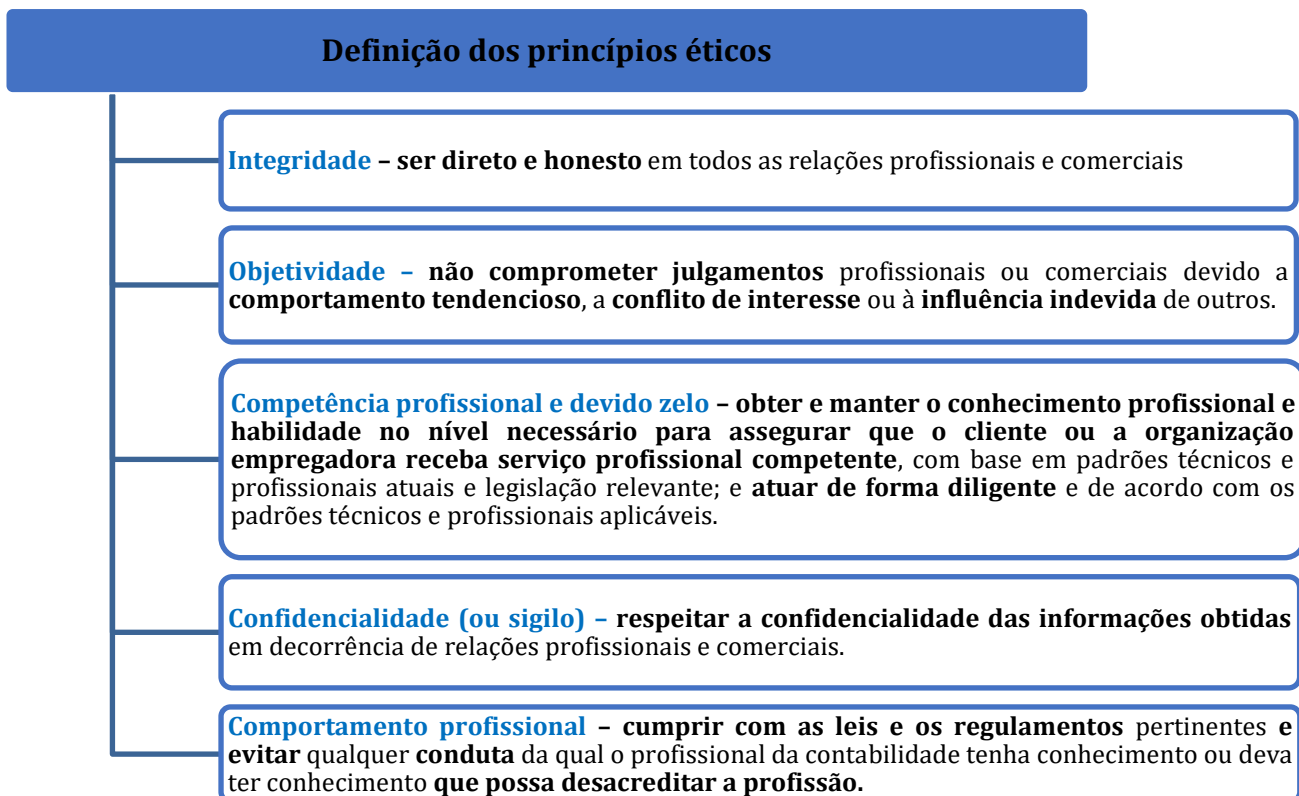 Definição dos princípios éticos
Integridade – ser direto e honesto em todos as relações profissionais e comerciais
Objetividade – não comprometer julgamentos profissionais ou comerciais devido a
comportamento tendencioso, a conflito de interesse ou à influência indevida de outros.
Competência profissional e devido zelo – obter e manter o conhecimento profissional e
habilidade no nível necessário para assegurar que o cliente ou a organização
empregadora receba serviço profissional competente, com base em padrões técnicos e
profissionais atuais e legislação relevante; e atuar de forma diligente e de acordo com os
padrões técnicos e profissionais aplicáveis.
Confidencialidade (ou sigilo) – respeitar a confidencialidade das informações obtidas
em decorrência de relações profissionais e comerciais.
Comportamento profissional – cumprir com as leis e os regulamentos pertinentes e
evitar qualquer conduta da qual o profissional da contabilidade tenha conhecimento ou deva
ter conhecimento que possa desacreditar a profissão.